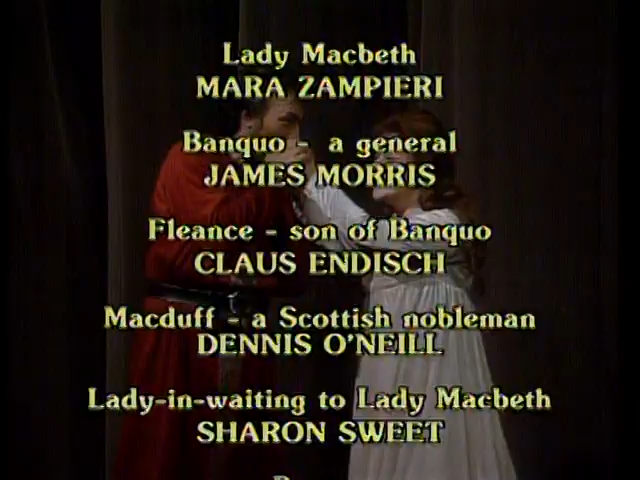 Lady Macbeth
MARA ZAMPIERI
Banquo - a general
JAMES MORRIS
Fleance - son of Banquo
CLAUS ENDISCH
Macduff - a Scottish nobleman
DENNIS O'NEILL
Lady-in-waiting to Lady Macbeth
SHARON SWEET